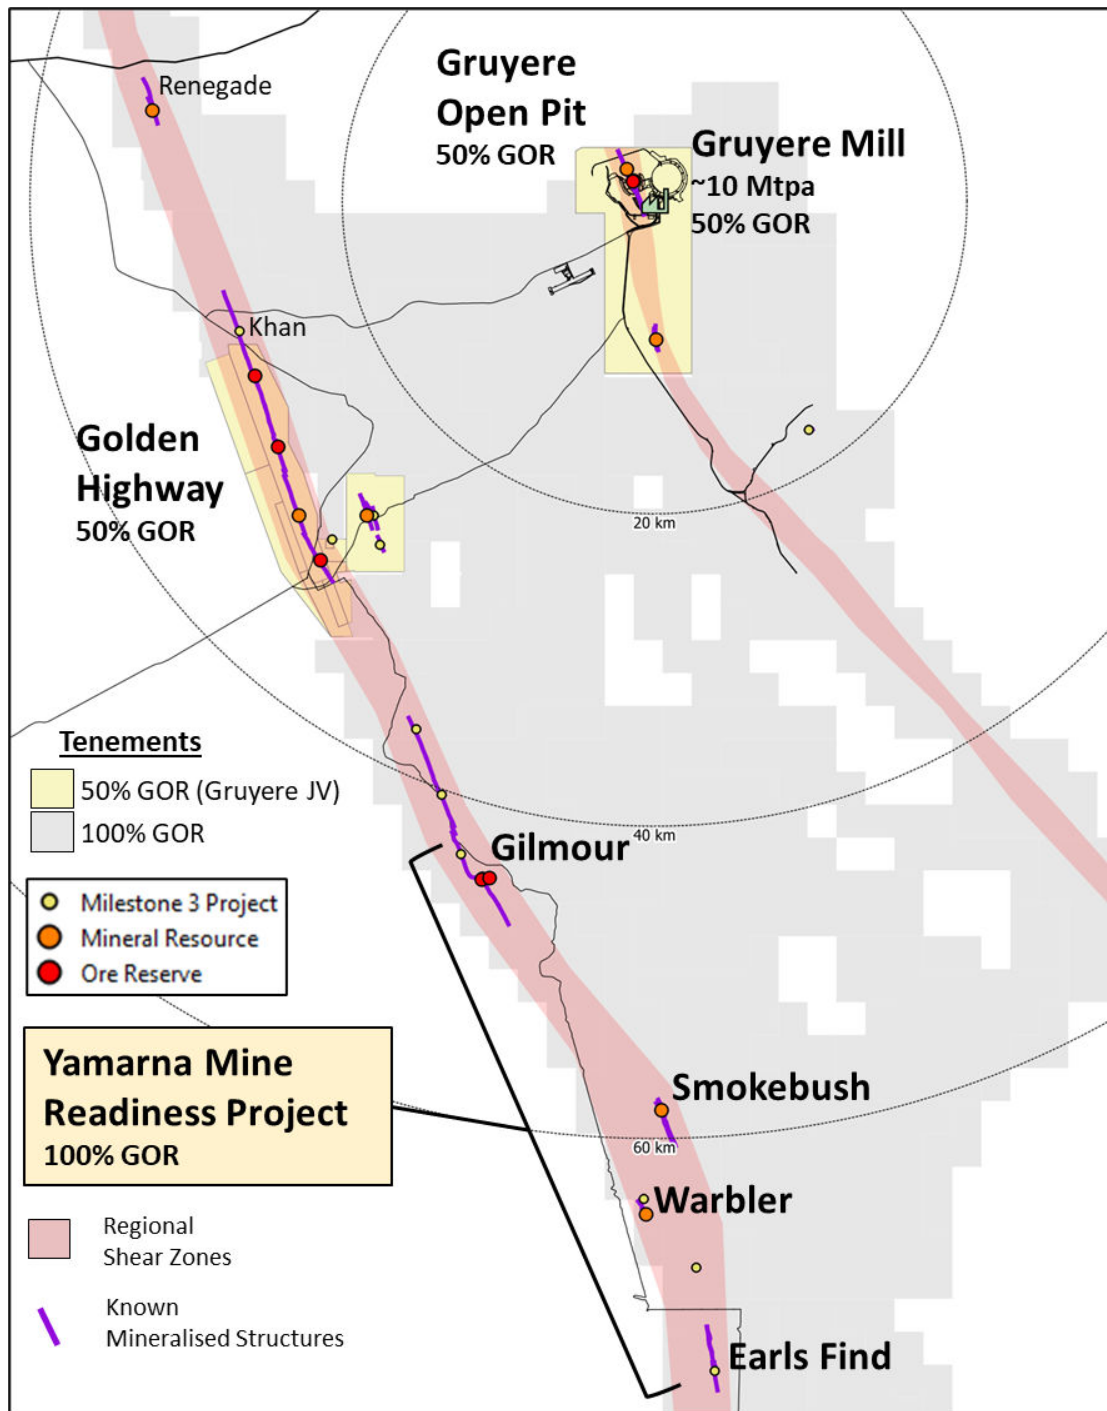 Renegade
Gruyere
Open Pit
50% GOR
Gruyere Mill
~10 Mtpa
50% GOR
Khan
Golden
Highway
50% GOR
20 km
Tenements
50% GOR (Gruyere JV)
100% GOR
40 km
Gilmour
Milestone 3 Project
Mineral Resource
Ore Reserve
Yamarna Mine
Readiness Project
100% GOR
Smokebush
60 km
Warbler
Regional
Shear Zones
Known
Mineralised Structures
Earls Find